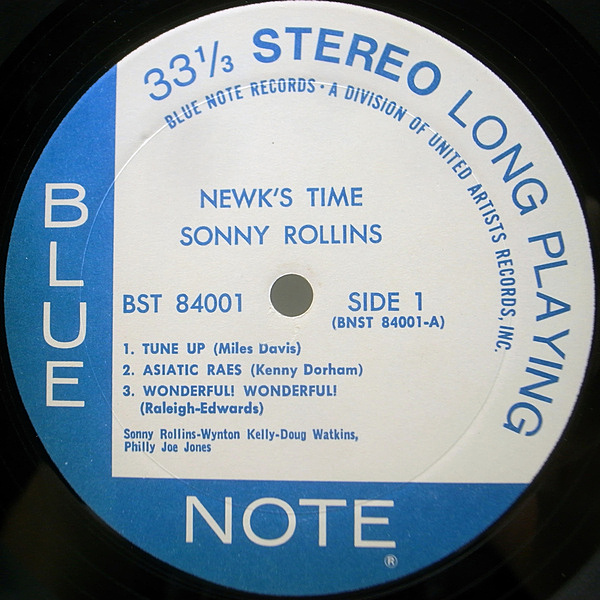 33⅓ STEREO LONG PLAYING
BLUE NOTE RECORDS · A DIVISION OF UNITED ARTISTS RECORDS, INC.
BLUE
NEWK'S TIME
SONNY ROLLINS
BST 84001 SIDE 1
(BNST 84001-A)
1. TUNE UP (Miles Davis)
2. ASIATIC RAES (Kenny Dorham)
3. WONDERFUL! WONDERFUL!
(Raleigh-Edwards)
Sonny Rollins-Wynton Kelly-Doug Watkins,
Philly Joe Jones
NOTE
®